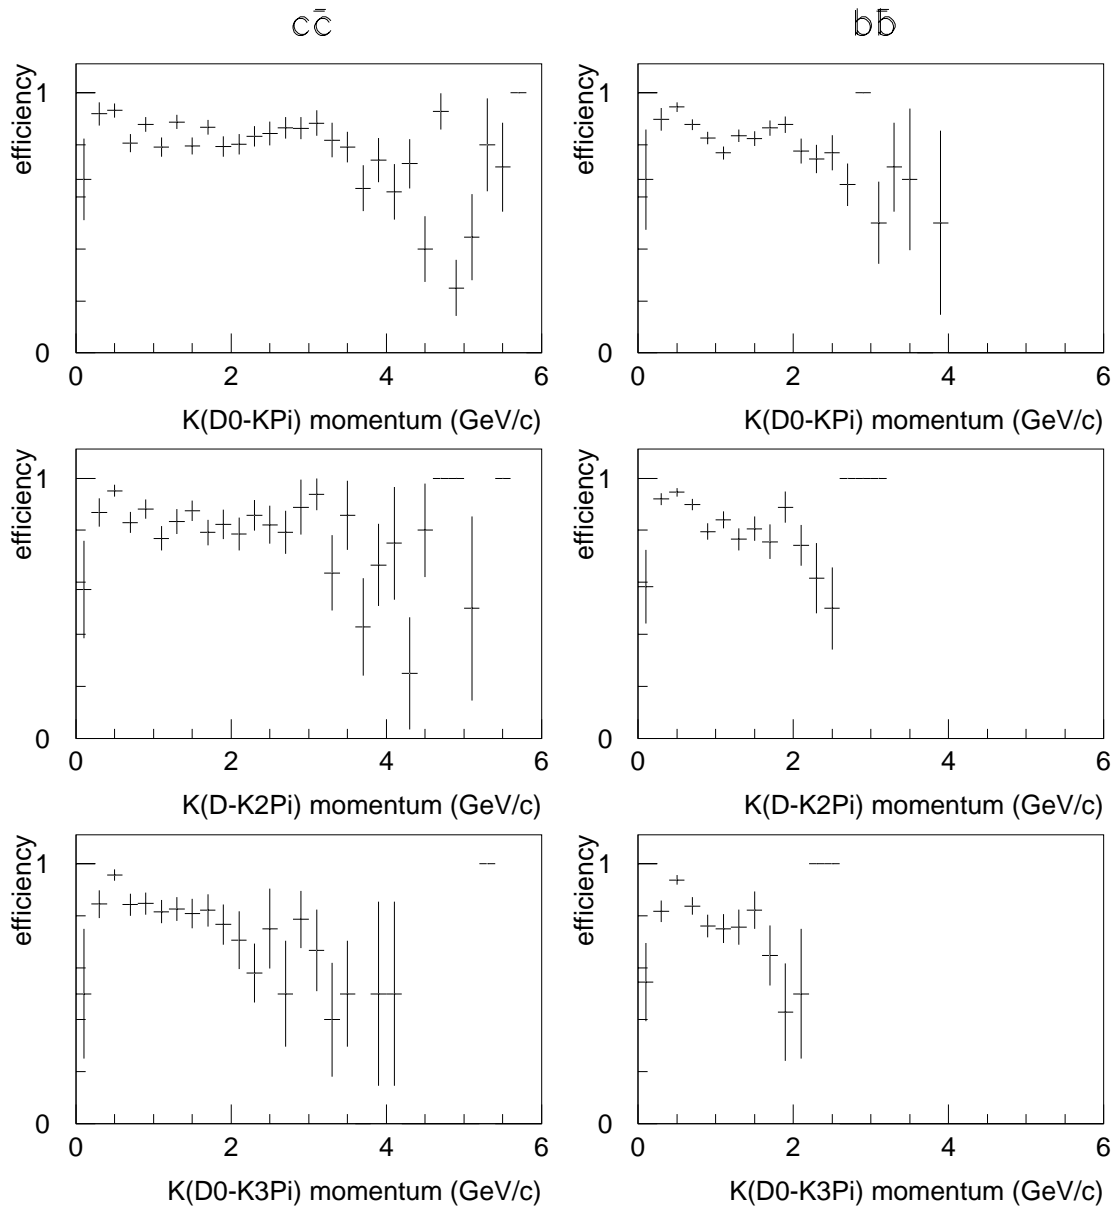 cc̄ bb̄
efficiency efficiency
1 1
0 0
0 2 4 6 0 2 4 6
K(D0-KPi) momentum (GeV/c) K(D0-KPi) momentum (GeV/c)
efficiency efficiency
1 1
0 0
0 2 4 6 0 2 4 6
K(D-K2Pi) momentum (GeV/c) K(D-K2Pi) momentum (GeV/c)
efficiency efficiency
1 1
0 0
0 2 4 6 0 2 4 6
K(D0-K3Pi) momentum (GeV/c) K(D0-K3Pi) momentum (GeV/c)